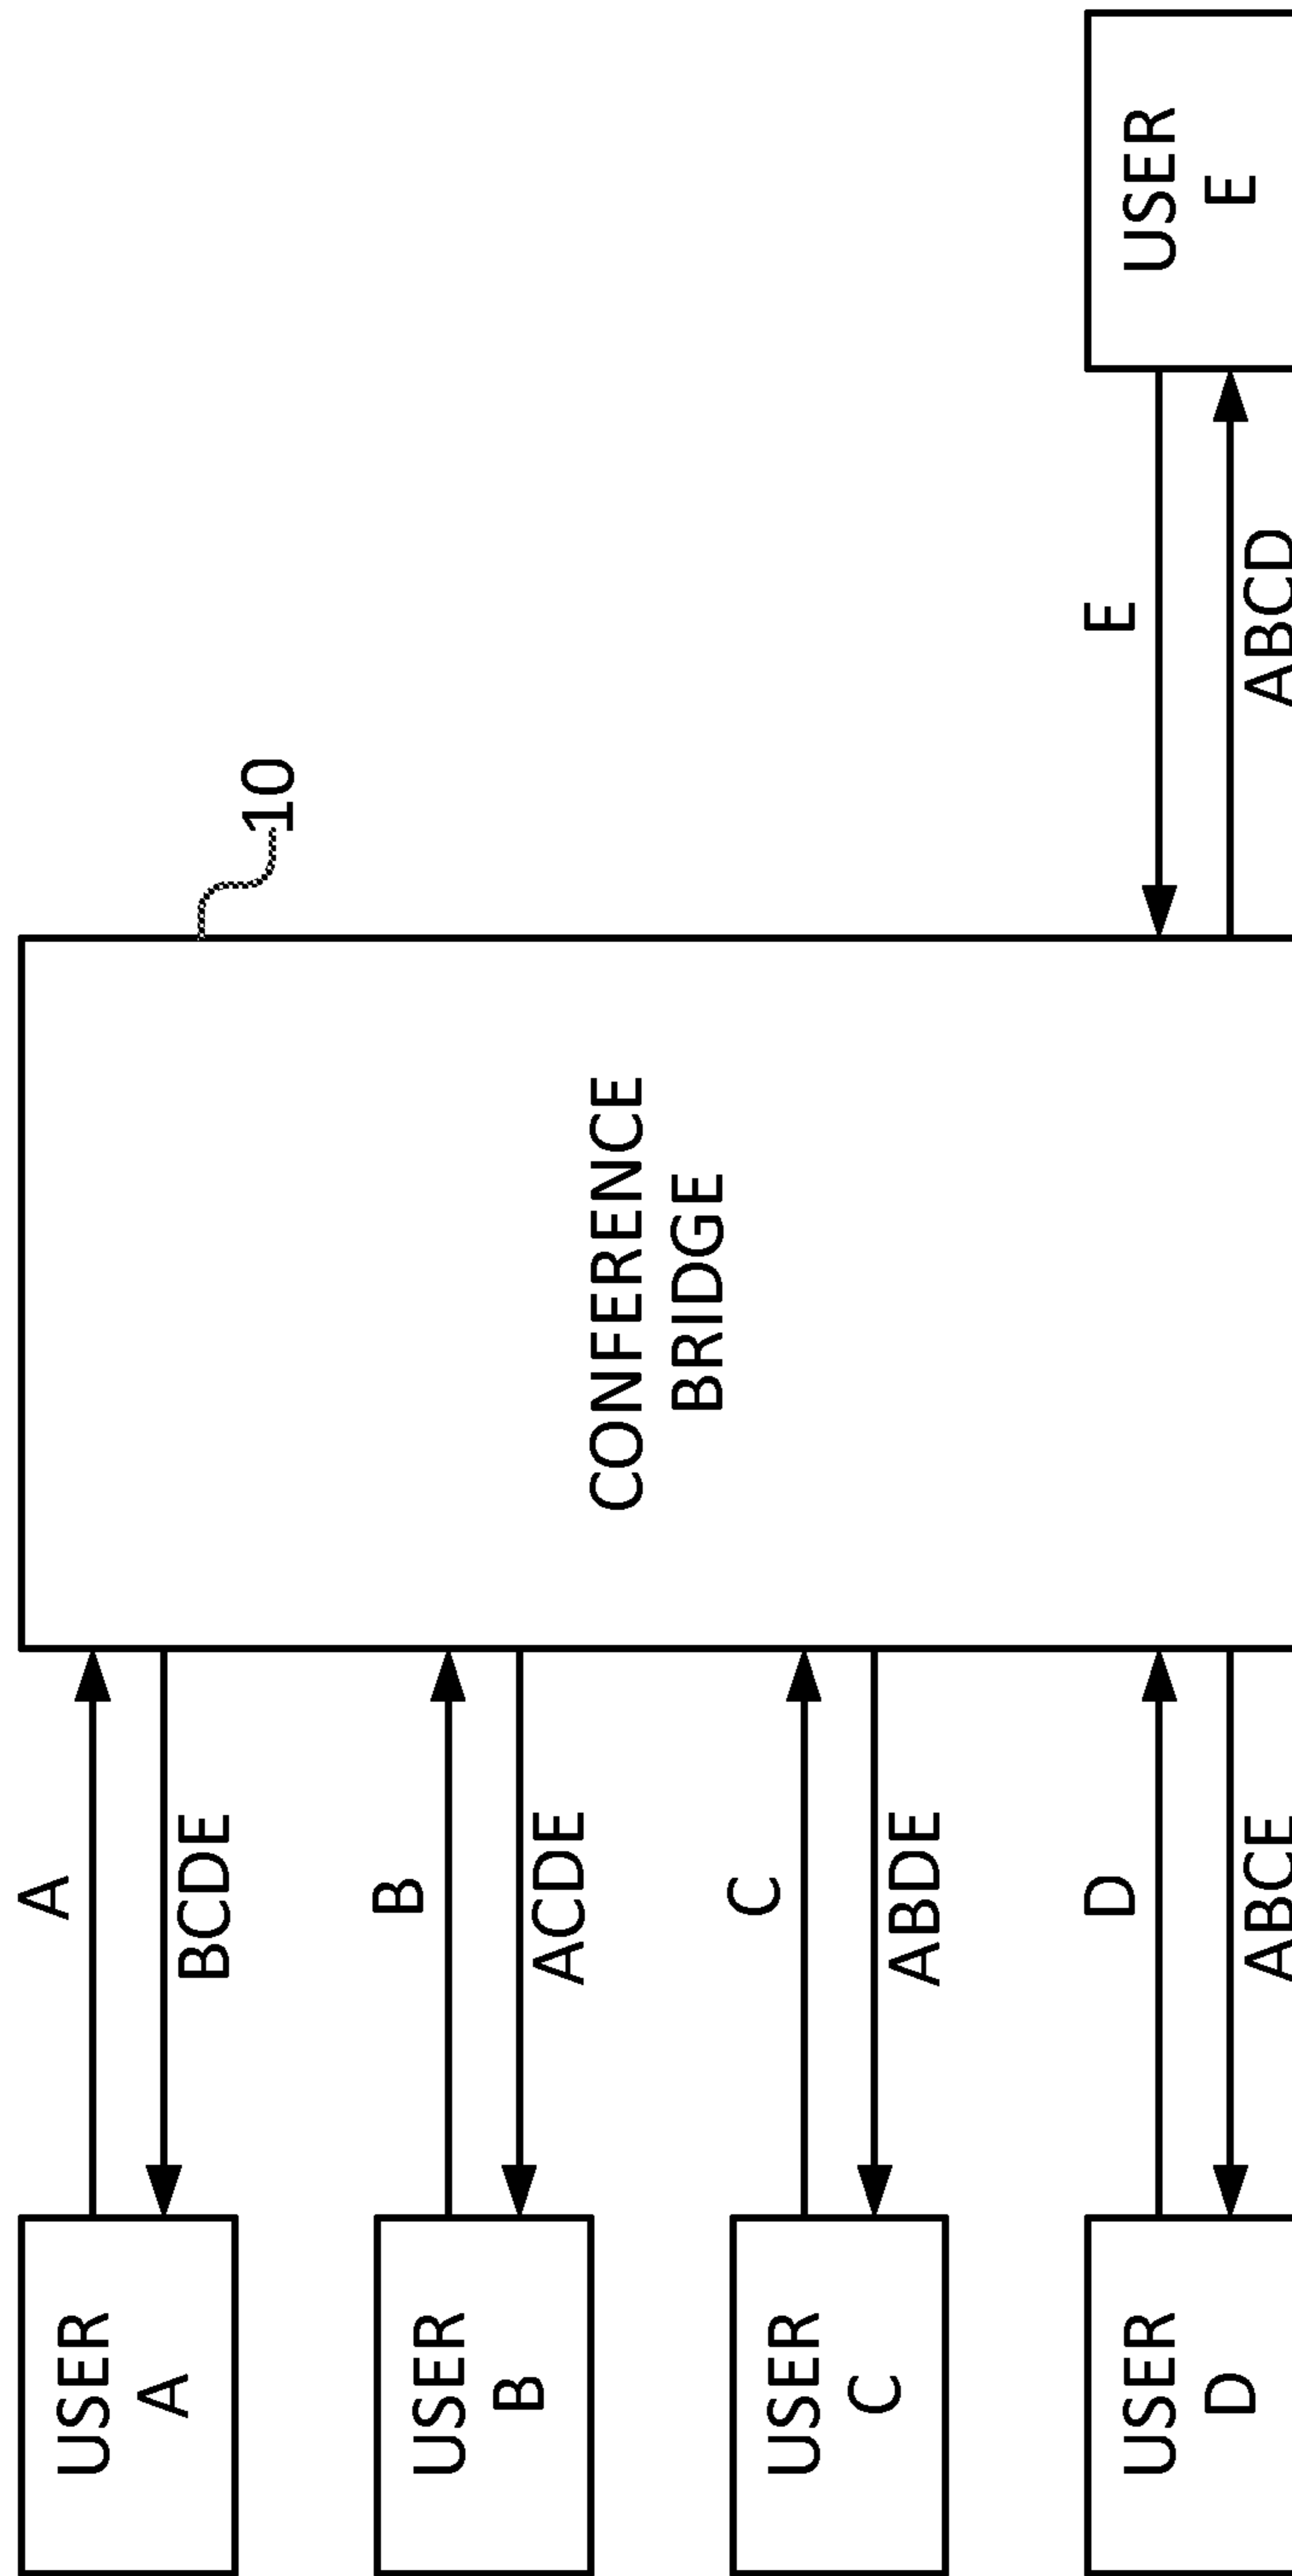 USER
A
A
BCDE
USER
B
B
ACDE
USER
C
C
ABDE
USER
D
D
ABCE
CONFERENCE
BRIDGE
10
E
ABCD
USER
E